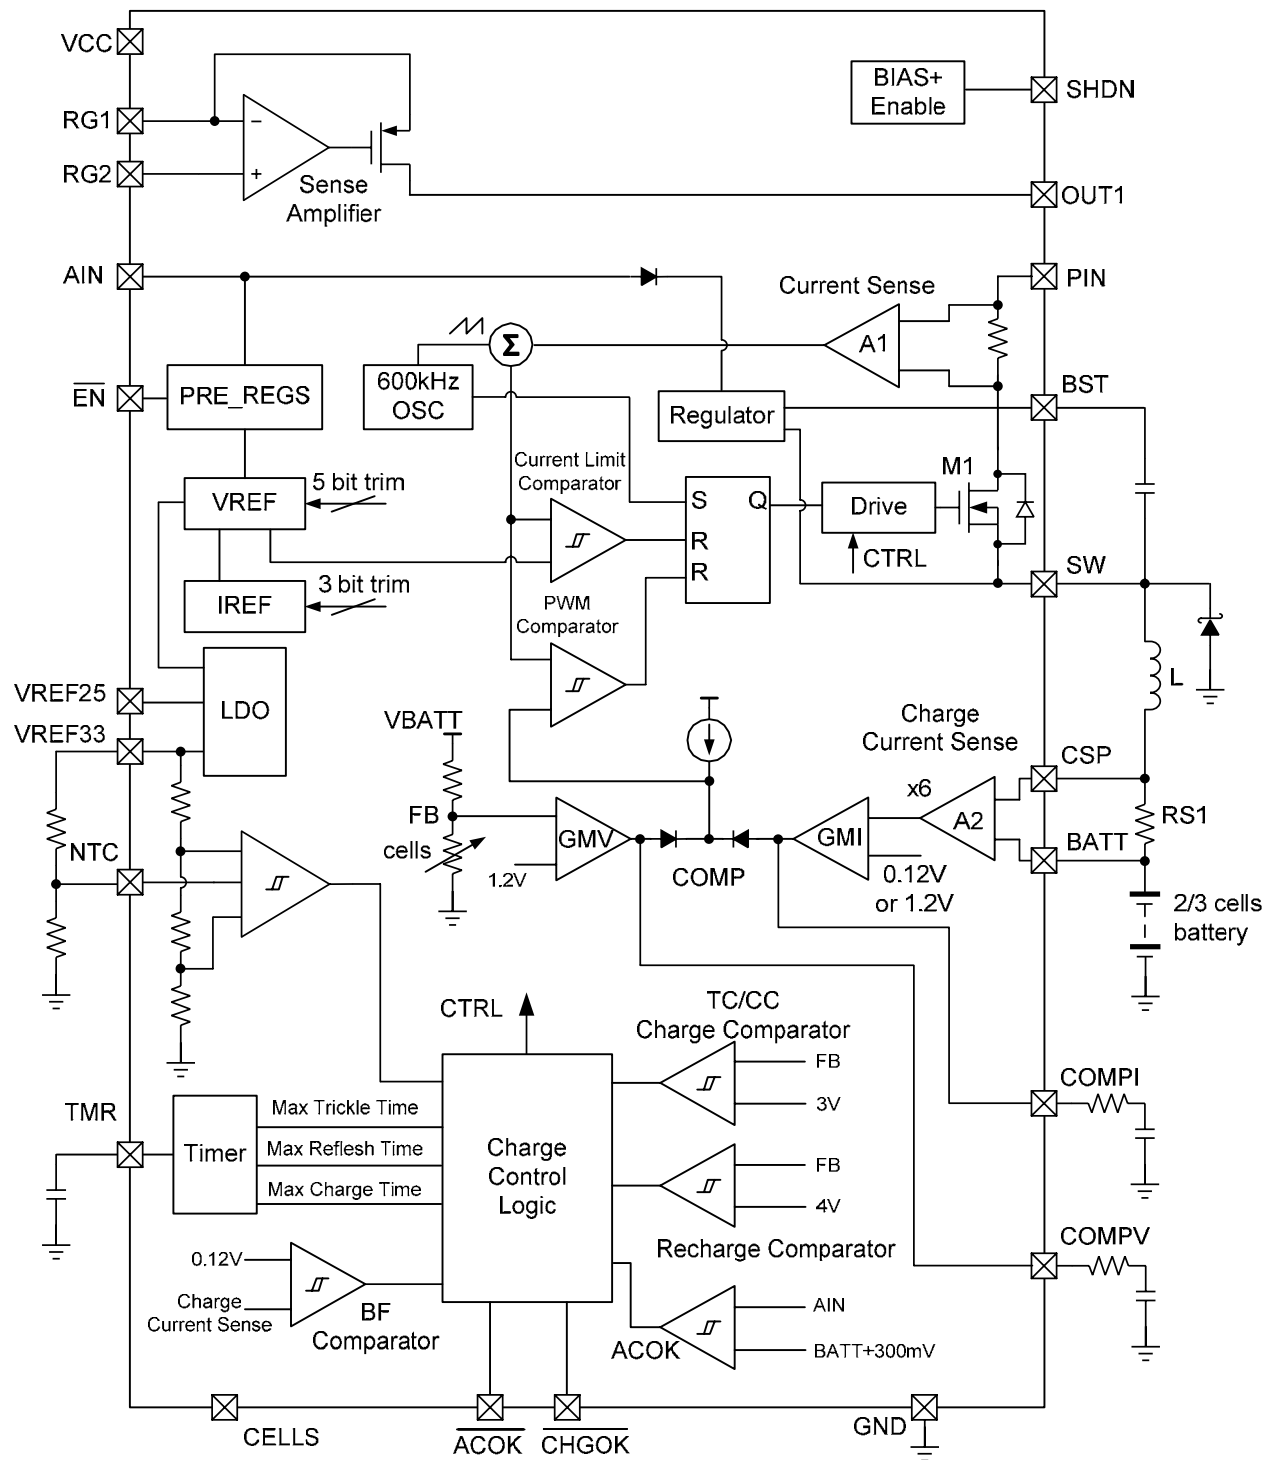 VCC
BIAS+
Enable
SHDN
RG1
−
RG2
+
Sense
Amplifier
OUT1
AIN
PIN
Current Sense
Σ
A1
600kHz
OSC
EN
PRE_REGS
BST
Regulator
Current Limit
Comparator
M1
5 bit trim
VREF
S
Q
Drive
R
CTRL
R
SW
3 bit trim
IREF
PWM
Comparator
L
VREF25
LDO
VREF33
VBATT
Charge
Current Sense
CSP
x6
FB
GMV
GMI
A2
RS1
BATT
NTC
cells
1.2V
COMP
0.12V
or 1.2V
2/3 cells
battery
CTRL
TC/CC
Charge Comparator
FB
3V
COMPI
TMR
Max Trickle Time
Timer
Max Reflesh Time
Max Charge Time
Charge
Control
Logic
FB
4V
Recharge Comparator
COMPV
0.12V
Charge
Current Sense
BF
Comparator
AIN
ACOK
BATT+300mV
CELLS
ACOK
CHGOK
GND